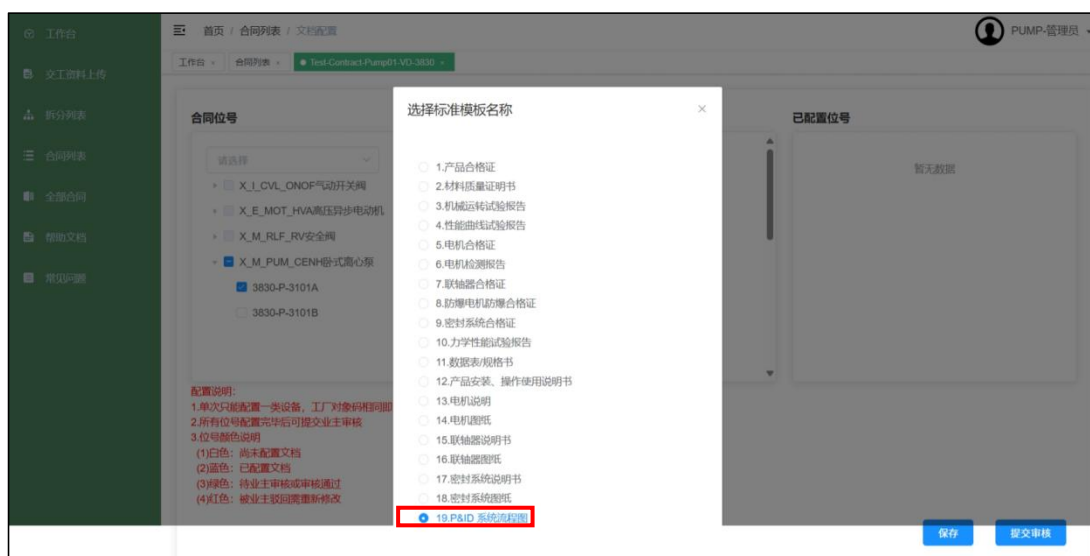 工作台
交工资料上传
拆分列表
合同列表
全部合同
帮助文档
常见问题
首页 / 合同列表 / 文档配置
PUMP-管理员
工作台
合同列表
Test-Contract-Pump01-VD-3830
合同位号
请选择
X_I_CVL_ONOF气动开关阀
X_E_MOT_HVA高压异步电动机
X_M_RLF_RV安全阀
X_M_PUM_CENH卧式离心泵
3830-P-3101A
3830-P-3101B
配置说明:
1.单次只能配置一类设备，工厂对象码相同即
2.所有位号配置完毕后可提交业主审核
3.位号颜色说明
(1)白色：尚未配置文档
(2)蓝色：已配置文档
(3)绿色：待业主审核或审核通过
(4)红色：被业主驳回需重新修改
选择标准模板名称
1.产品合格证
2.材料质量证明书
3.机械运转试验报告
4.性能曲线试验报告
5.电机合格证
6.电机检测报告
7.联轴器合格证
8.防爆电机防爆合格证
9.密封系统合格证
10.力学性能试验报告
11.数据表/规格书
12.产品安装、操作使用说明书
13.电机说明
14.电机图纸
15.联轴器说明书
16.联轴器图纸
17.密封系统说明书
18.密封系统图纸
19.P&ID 系统流程图
已配置位号
暂无数据
保存
提交审核